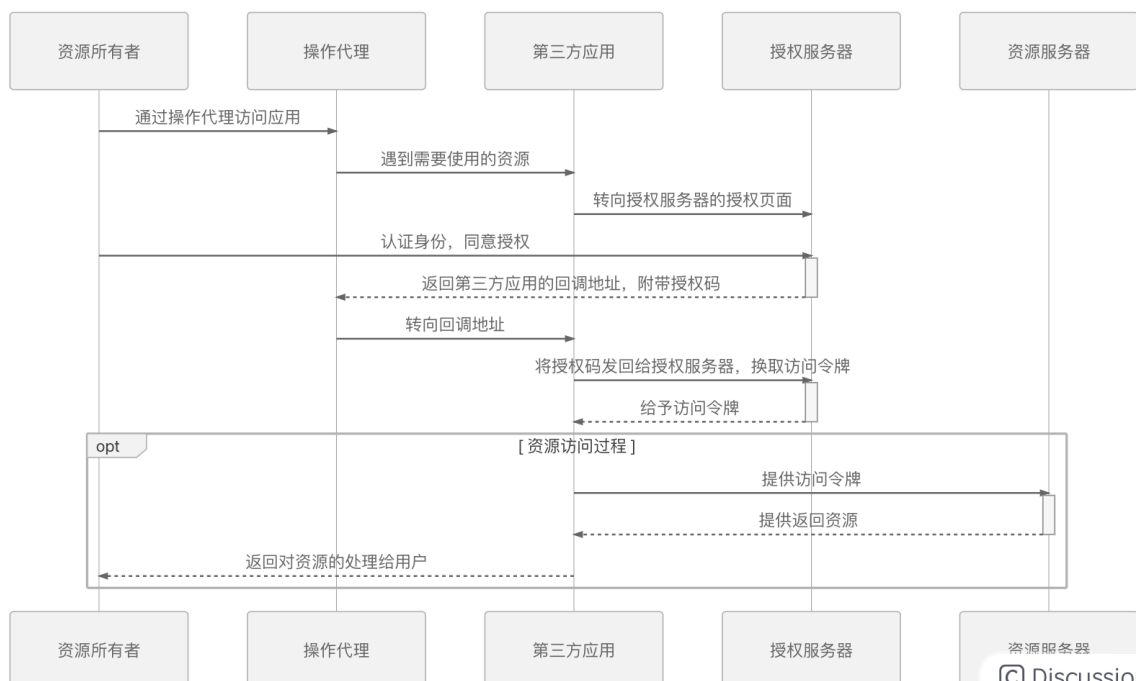 资源所有者
操作代理
第三方应用
授权服务器
资源服务器
通过操作代理访问应用
遇到需要使用的资源
转向授权服务器的授权页面
认证身份，同意授权
返回第三方应用的回调地址，附带授权码
转向回调地址
将授权码发回给授权服务器，换取访问令牌
给予访问令牌
opt
[ 资源访问过程 ]
提供访问令牌
提供返回资源
返回对资源的处理给用户
资源所有者
操作代理
第三方应用
授权服务器
资源服务器
Discussio